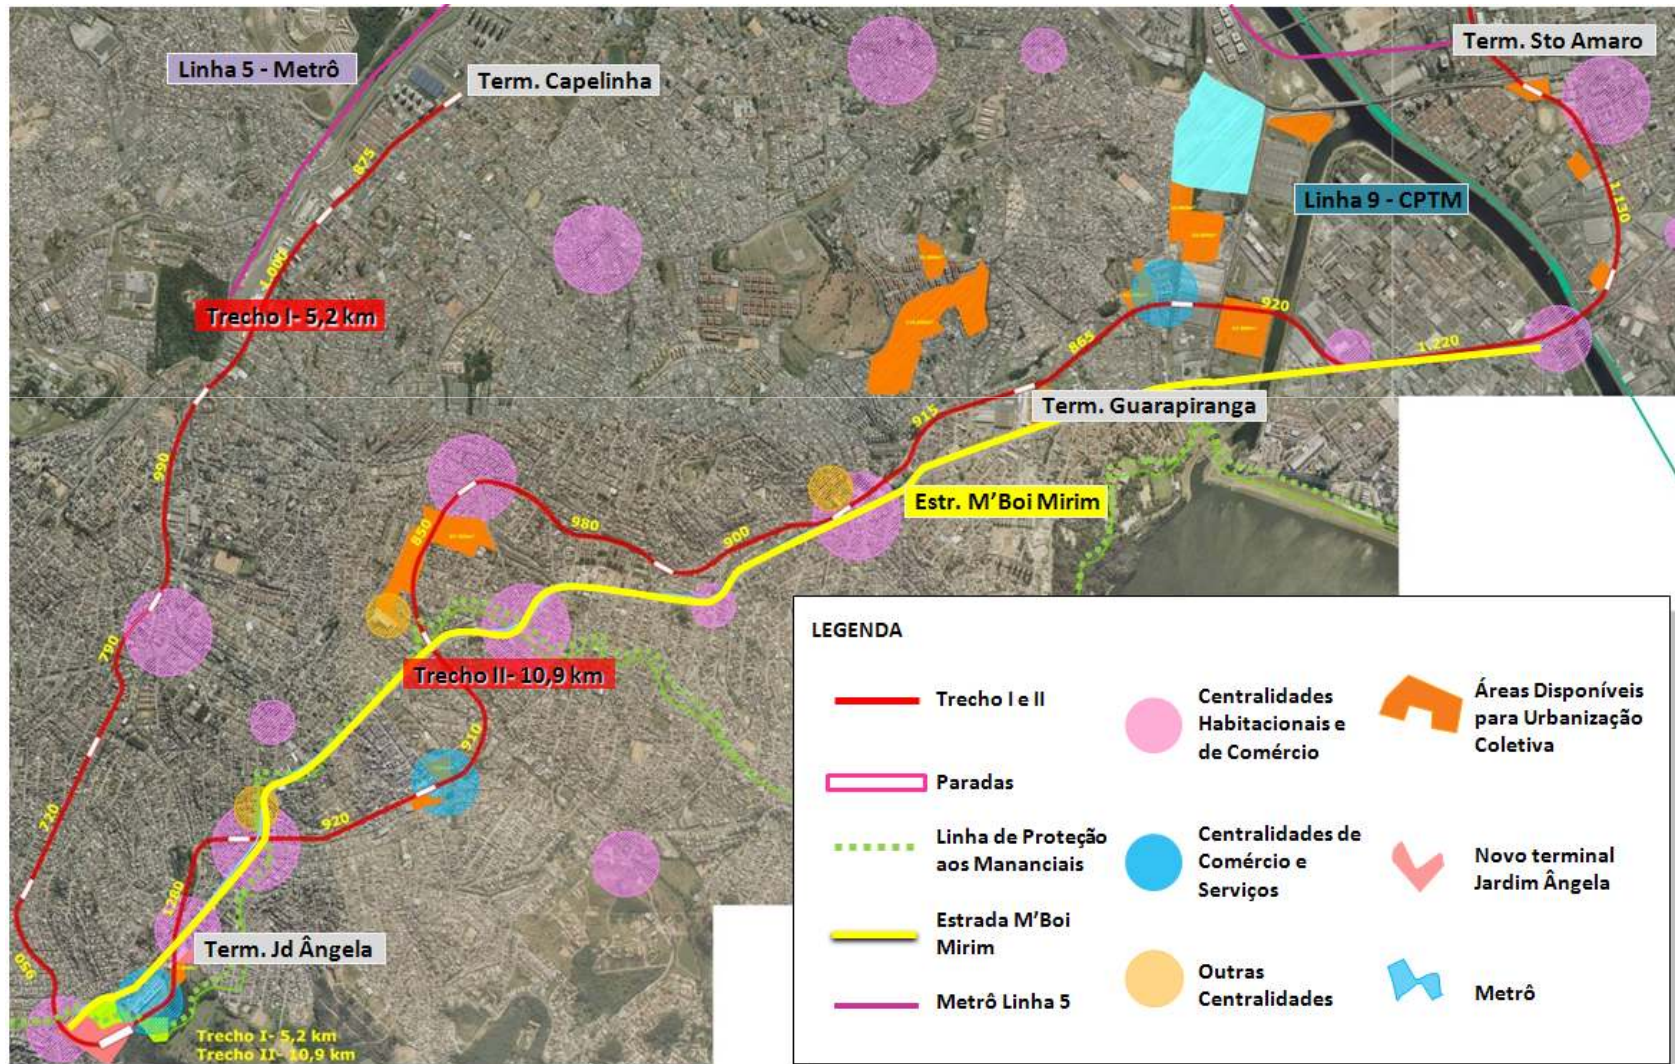 Linha 5 - Metrô
Term. Capelinha
Term. Sto Amaro
875
Linha 9 - CPTM
1.130
1.000
Trecho I- 5,2 km
920
865
1.220
Term. Guarapiranga
915
990
Estr. M'Boi Mirim
850
980
900
790
Trecho II- 10,9 km
910
720
920
1280
Term. Jd Ângela
950
Trecho I- 5,2 km
Trecho II- 10,9 km
LEGENDA
Trecho I e II
Paradas
Linha de Proteção
aos Mananciais
Estrada M'Boi
Mirim
Metrô Linha 5
Centralidades
Habitacionais e
de Comércio
Centralidades de
Comércio e
Serviços
Outras
Centralidades
Áreas Disponíveis
para Urbanização
Coletiva
Novo terminal
Jardim Ângela
Metrô